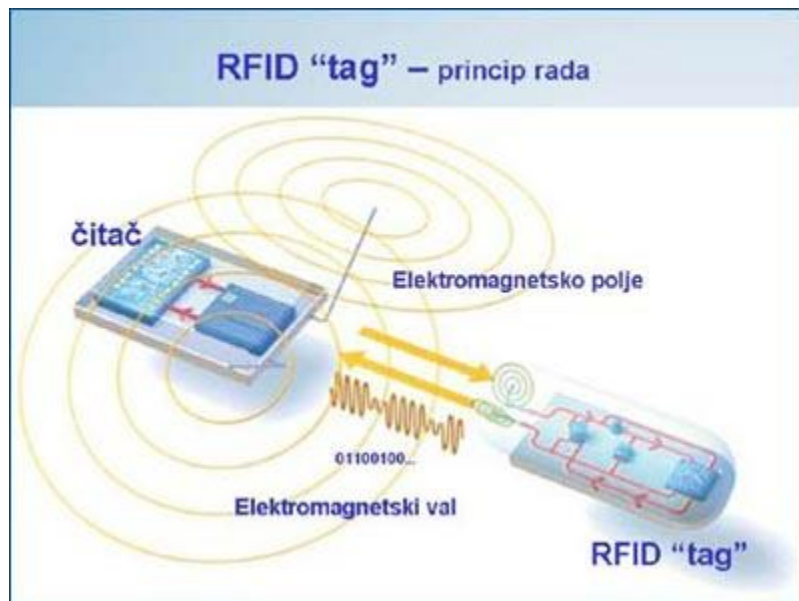 RFID “tag” – princip rada
čitač
Elektromagnetsko polje
01100100...
Elektromagnetski val
RFID “tag”